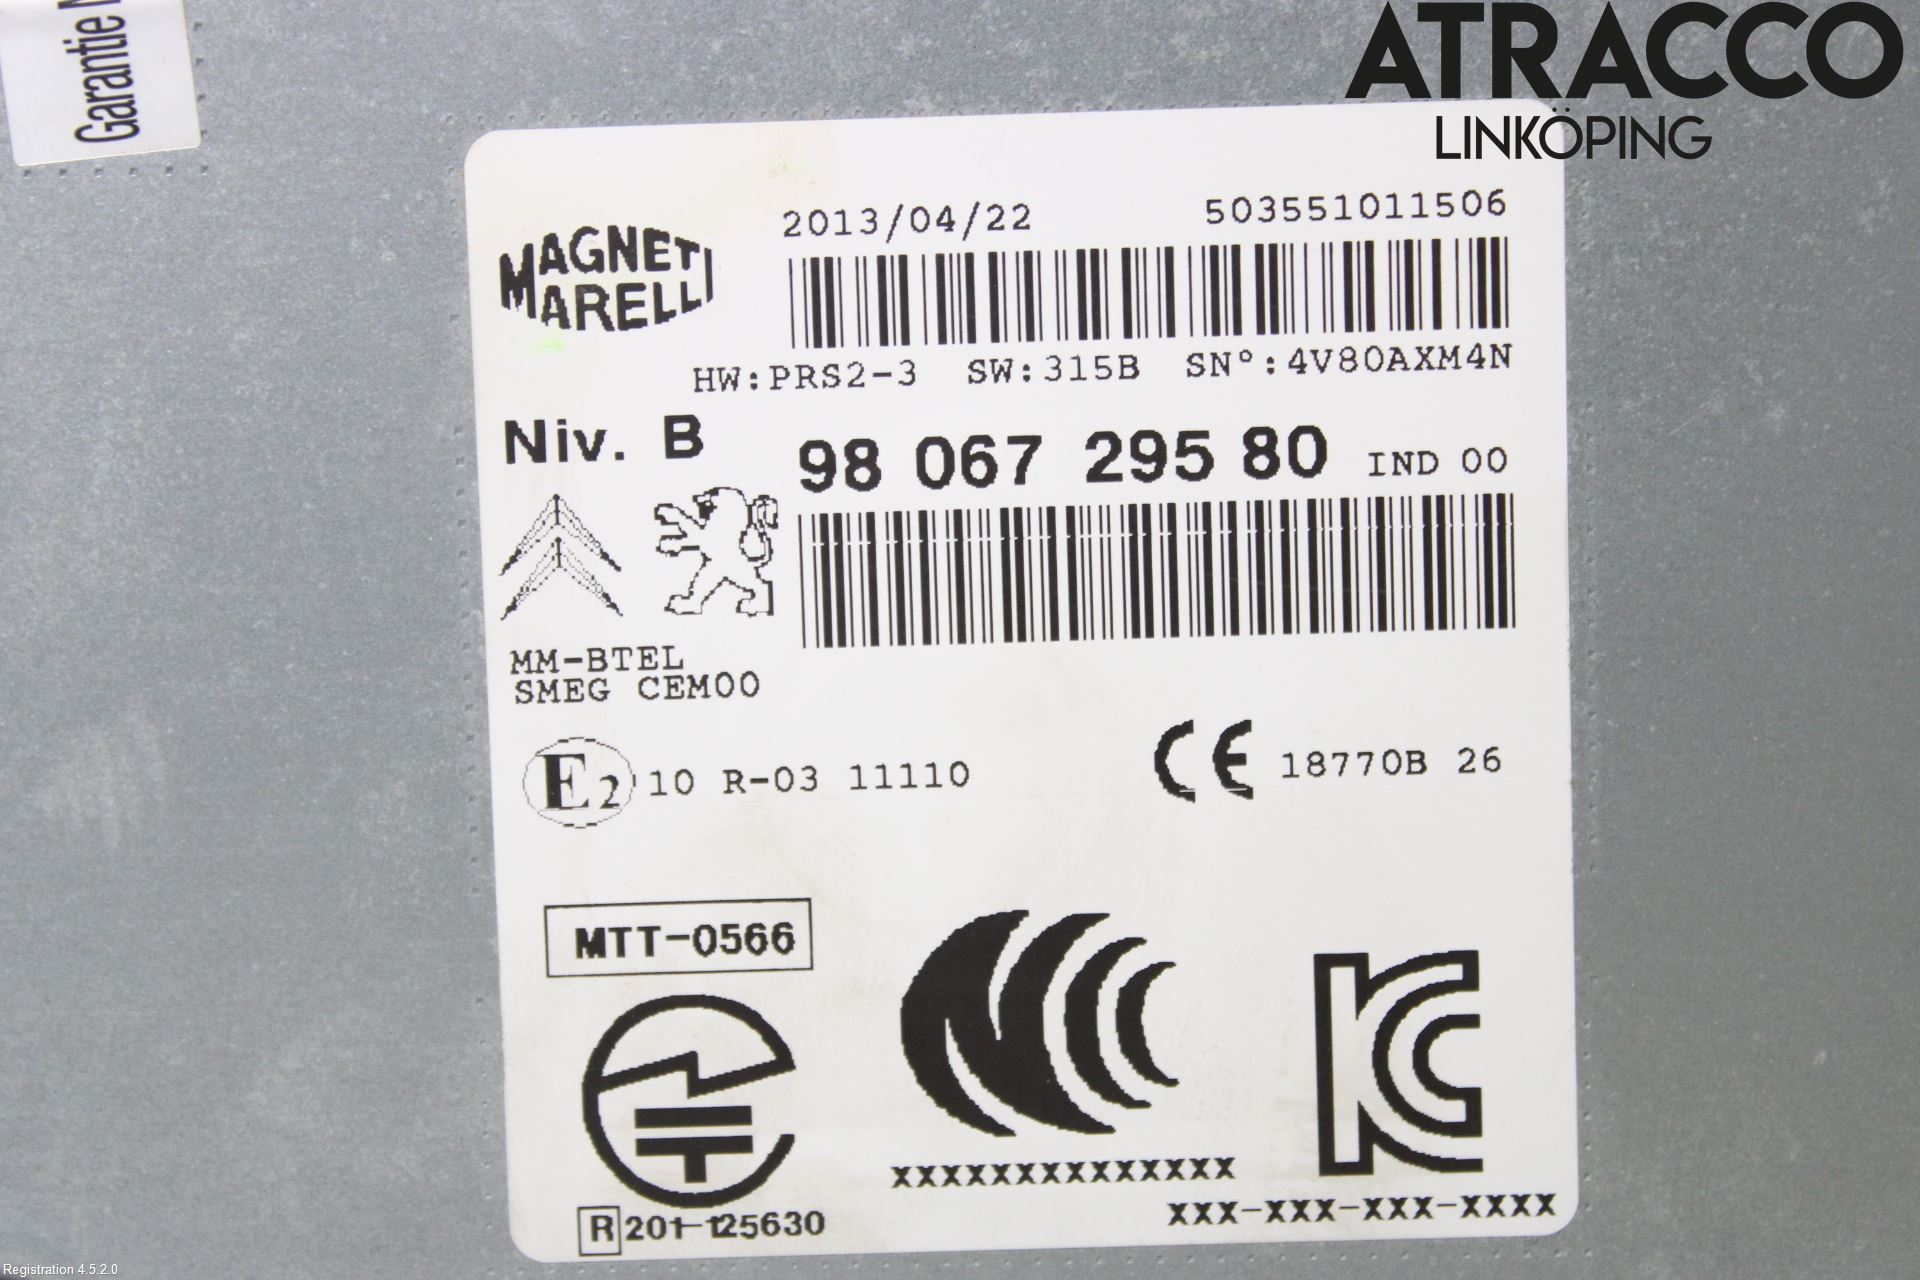 Garantie
ATRACCO
LINKÖPING
MAGNETI
MARELLI
2013/04/22 503551011506
HW:PRS2-3 SW:315B SN°:4V80AXM4N
Niv. B 98 067 295 80 IND 00
MM-BTEL
SMEG CEM00
E2 10 R-03 11110 CE 18770B 26
MTT-0566
CCC
KC
T
XXXXXXXXXXXXXX
XXX-XXX-XXX-XXXX
R 201-125630
Registration 4.5.2.0